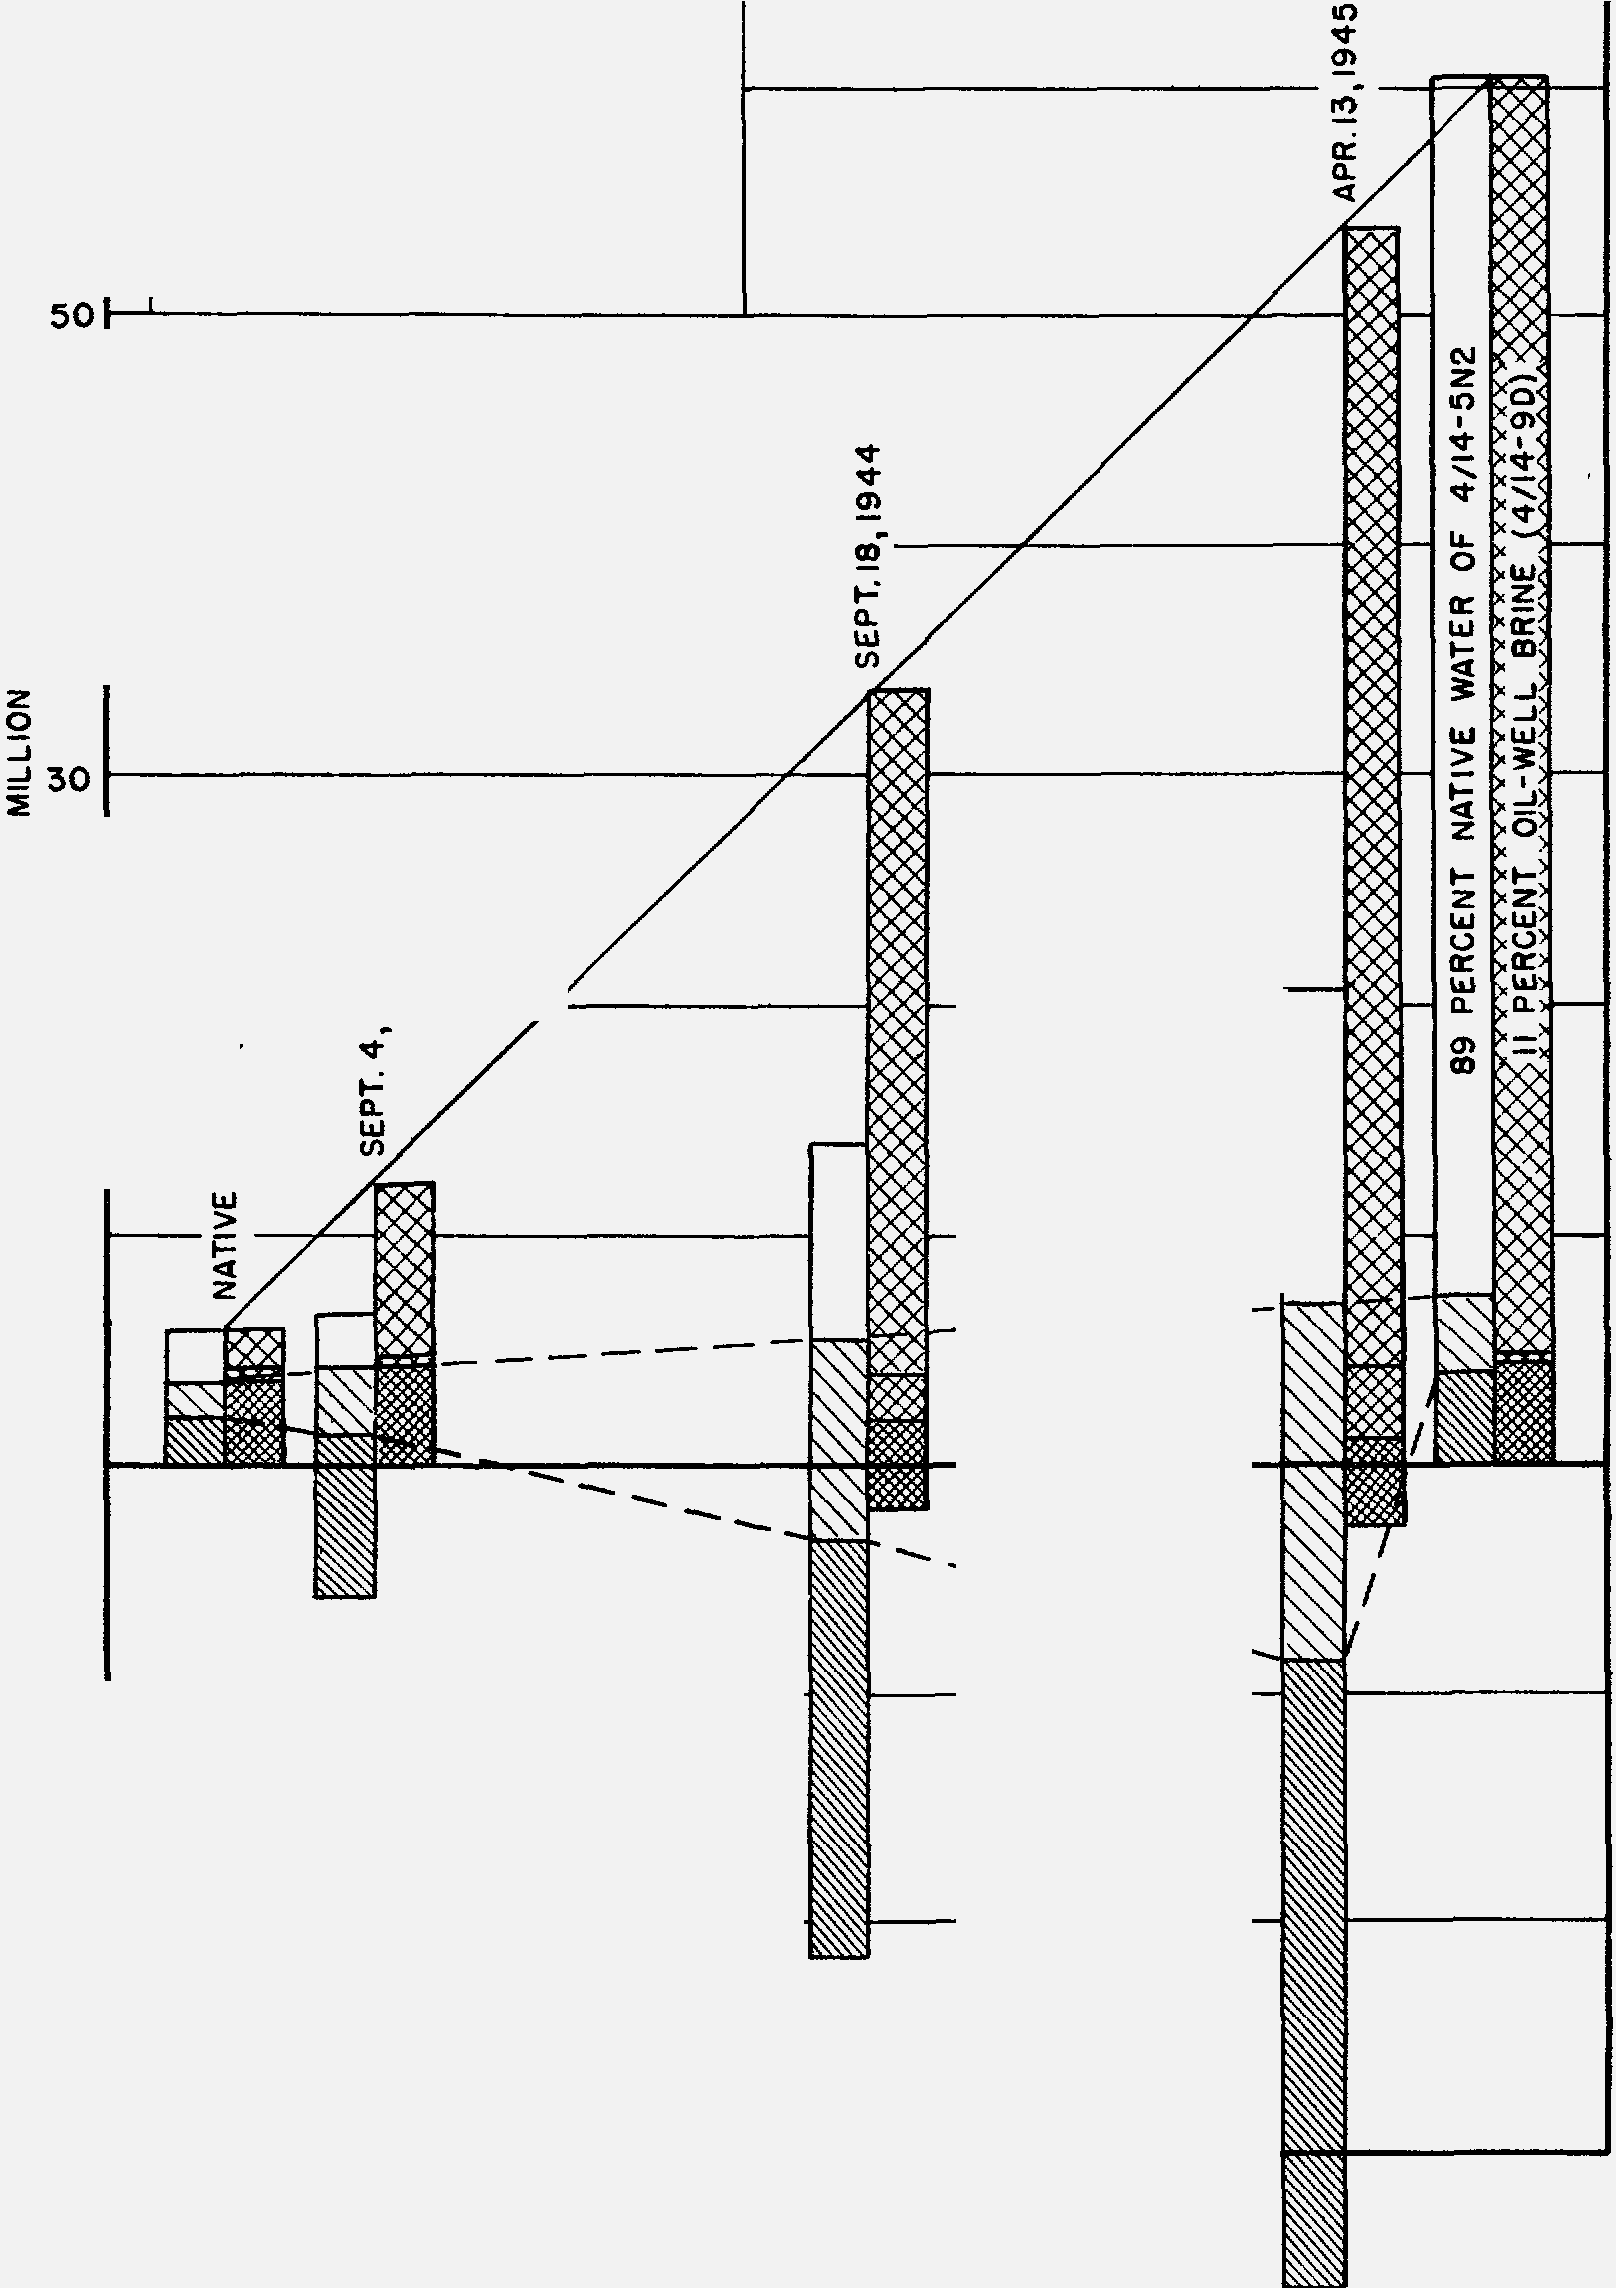 MILLION
50
30
NATIVE
SEPT. 4,
SEPT. 18, 1944
APR. 13, 1945
89 PERCENT NATIVE WATER OF 4/14-5N2
11 PERCENT OIL-WELL BRINE (4/14-9D)